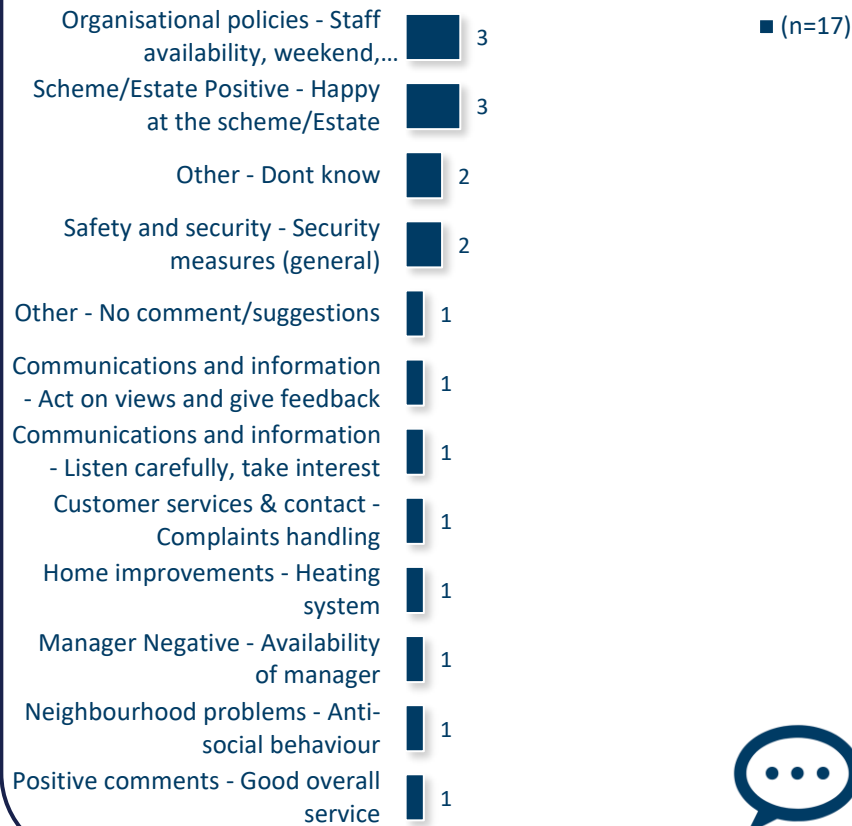 Organisational policies - Staff
availability, weekend,...
3
(n=17)
Scheme/Estate Positive - Happy
at the scheme/Estate
3
Other - Dont know
2
Safety and security - Security
measures (general)
2
Other - No comment/suggestions
1
Communications and information
- Act on views and give feedback
1
Communications and information
- Listen carefully, take interest
1
Customer services & contact -
Complaints handling
1
Home improvements - Heating
system
1
Manager Negative - Availability
of manager
1
Neighbourhood problems - Anti-
social behaviour
1
Positive comments - Good overall
service
1